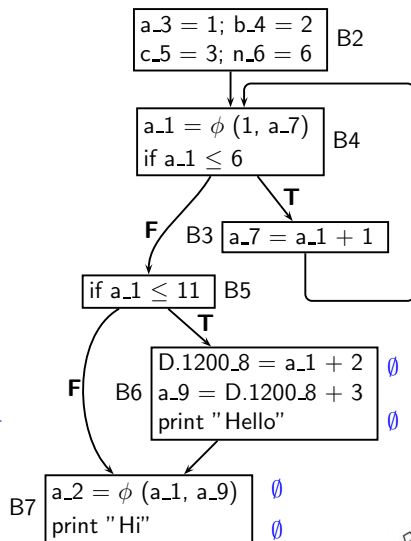 a_3 = 1; b_4 = 2
c_5 = 3; n_6 = 6
B2
a_1 = ϕ (1, a_7)
if a_1 ≤ 6
B4
F
T
B3
a_7 = a_1 + 1
if a_1 ≤ 11
B5
F
T
D.1200_8 = a_1 + 2 ∅
a_9 = D.1200_8 + 3
B6
print "Hello" ∅
a_2 = ϕ (a_1, a_9) ∅
B7
print "Hi" ∅